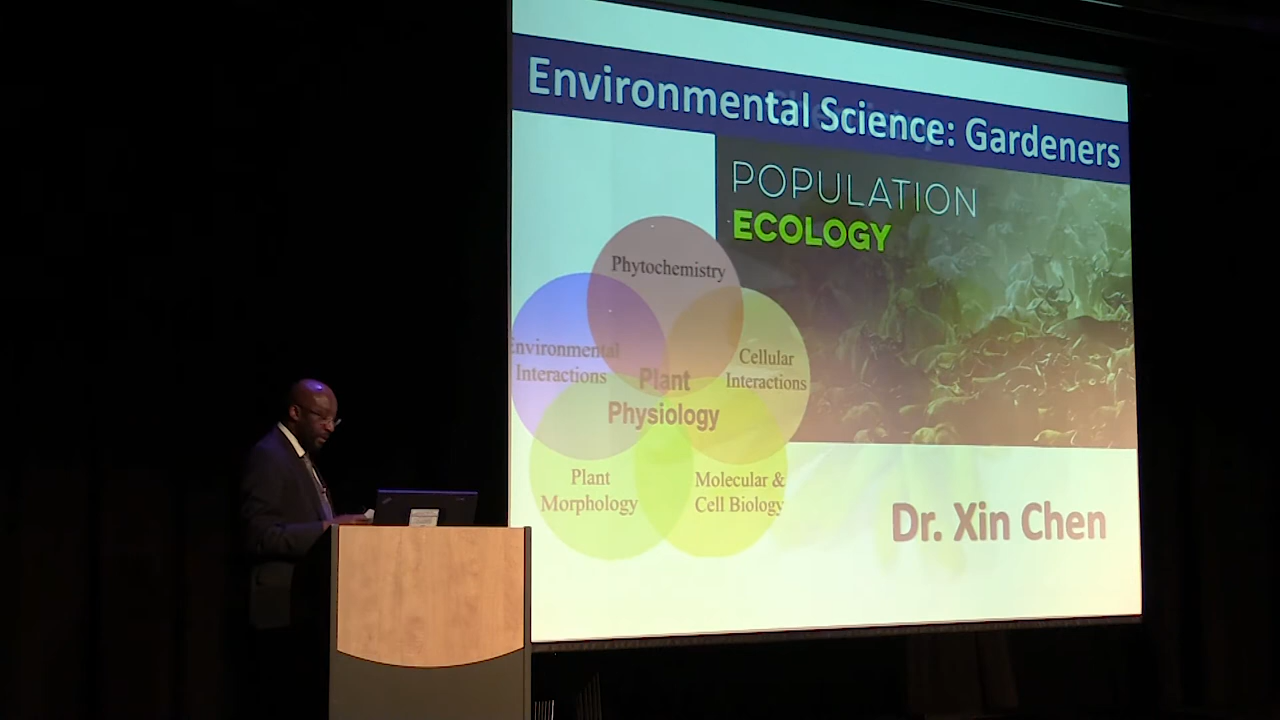 Environmental Science: Gardeners
POPULATION
ECOLOGY
Phytochemistry
Environmental
Interactions
Cellular
Interactions
Plant
Physiology
Plant
Morphology
Molecular &
Cell Biology
Dr. Xin Chen